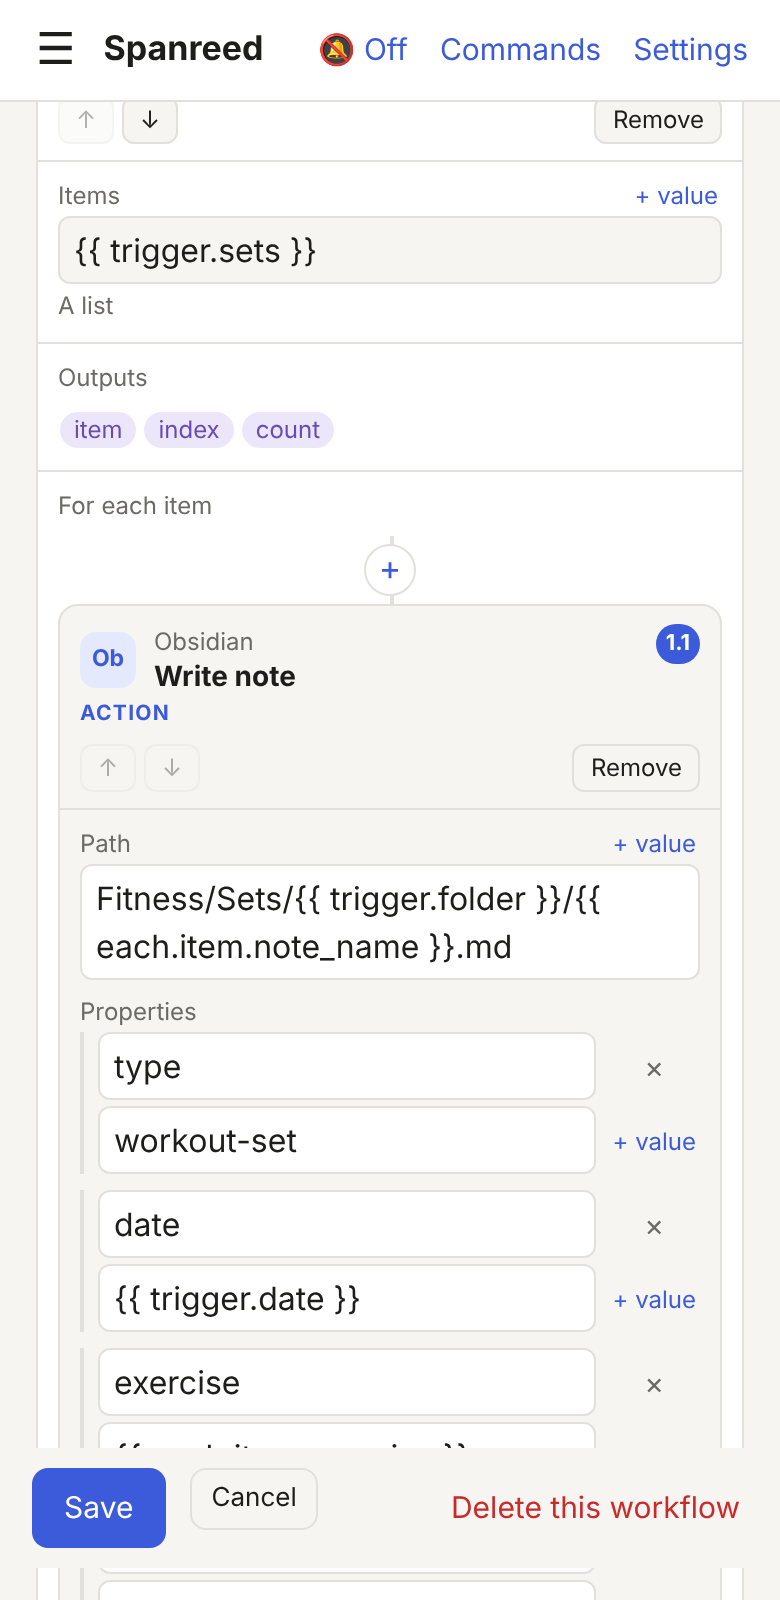 ☰ Spanreed 🔕 Off Commands Settings
↑ ↓ Remove
Items + value
{{ trigger.sets }}
A list
Outputs
item index count
For each item
+
Ob Obsidian 1.1
Write note
ACTION
↑ ↓ Remove
Path + value
Fitness/Sets/{{ trigger.folder }}/{{
each.item.note_name }}.md
Properties
type ×
workout-set + value
date ×
{{ trigger.date }} + value
exercise ×
Save Cancel Delete this workflow